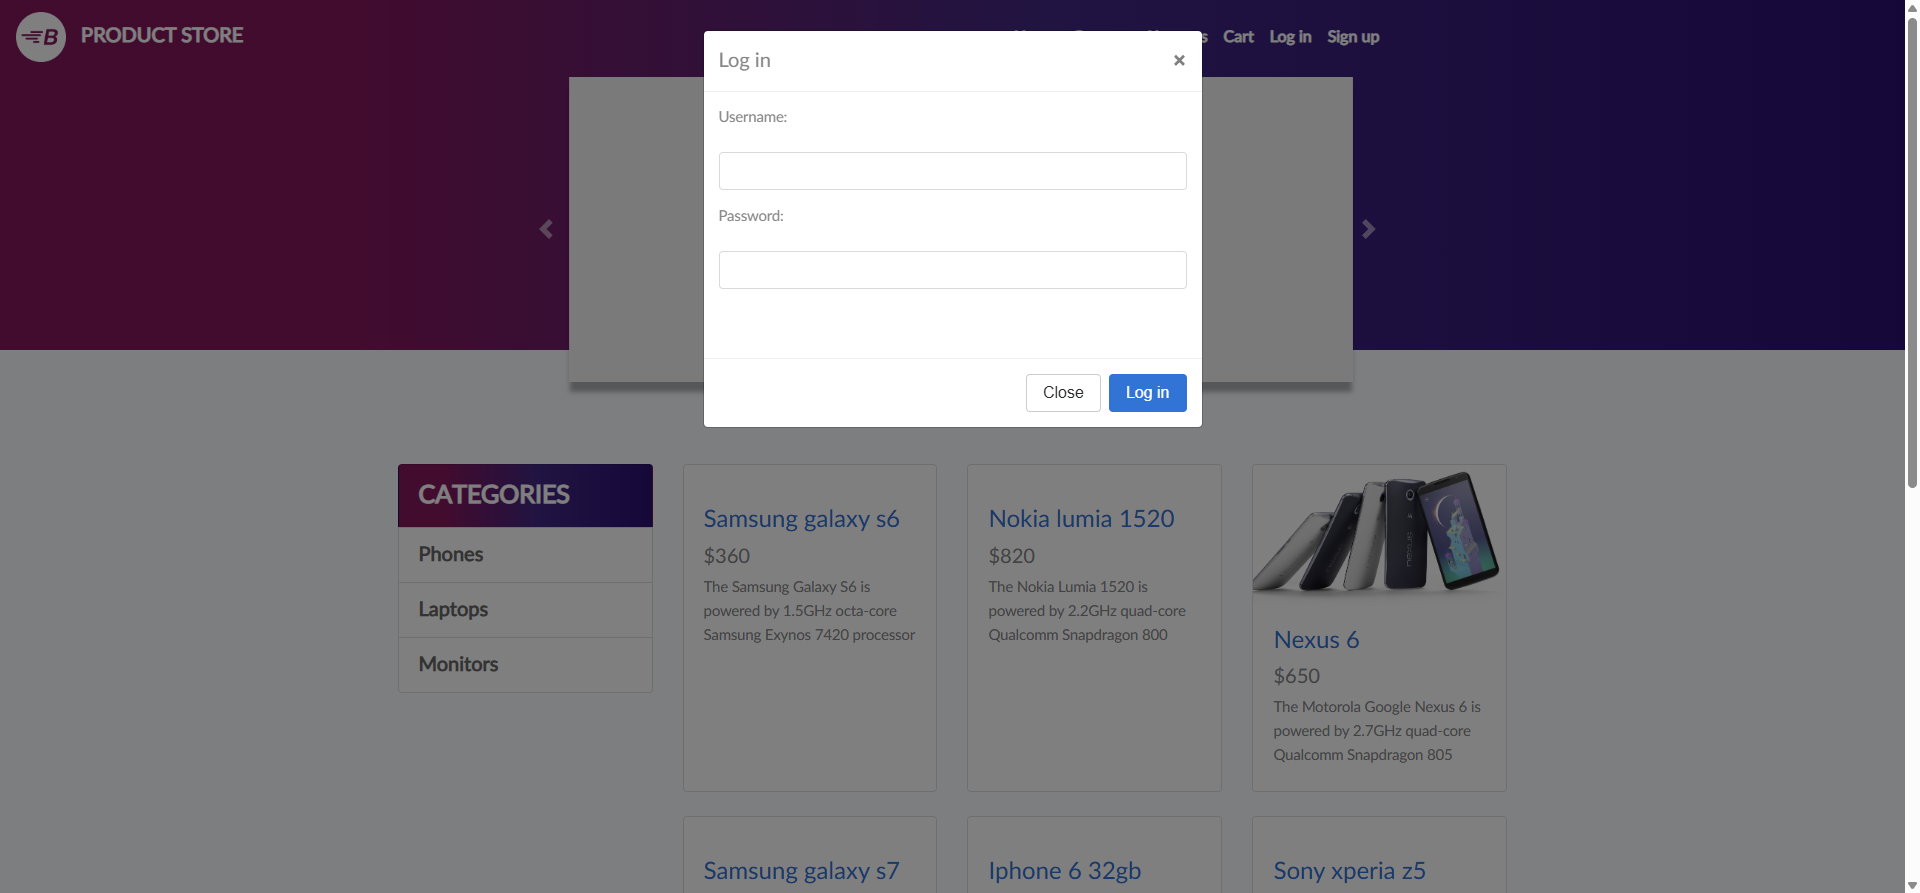 B PRODUCT STORE
Cart Log in Sign up
Log in ×
Username:
Password:
Close Log in
CATEGORIES
Phones
Laptops
Monitors
Samsung galaxy s6
$360
The Samsung Galaxy S6 is
powered by 1.5GHz octa-core
Samsung Exynos 7420 processor
Nokia lumia 1520
$820
The Nokia Lumia 1520 is
powered by 2.2GHz quad-core
Qualcomm Snapdragon 800
Nexus 6
$650
The Motorola Google Nexus 6 is
powered by 2.7GHz quad-core
Qualcomm Snapdragon 805
Samsung galaxy s7
Iphone 6 32gb
Sony xperia z5